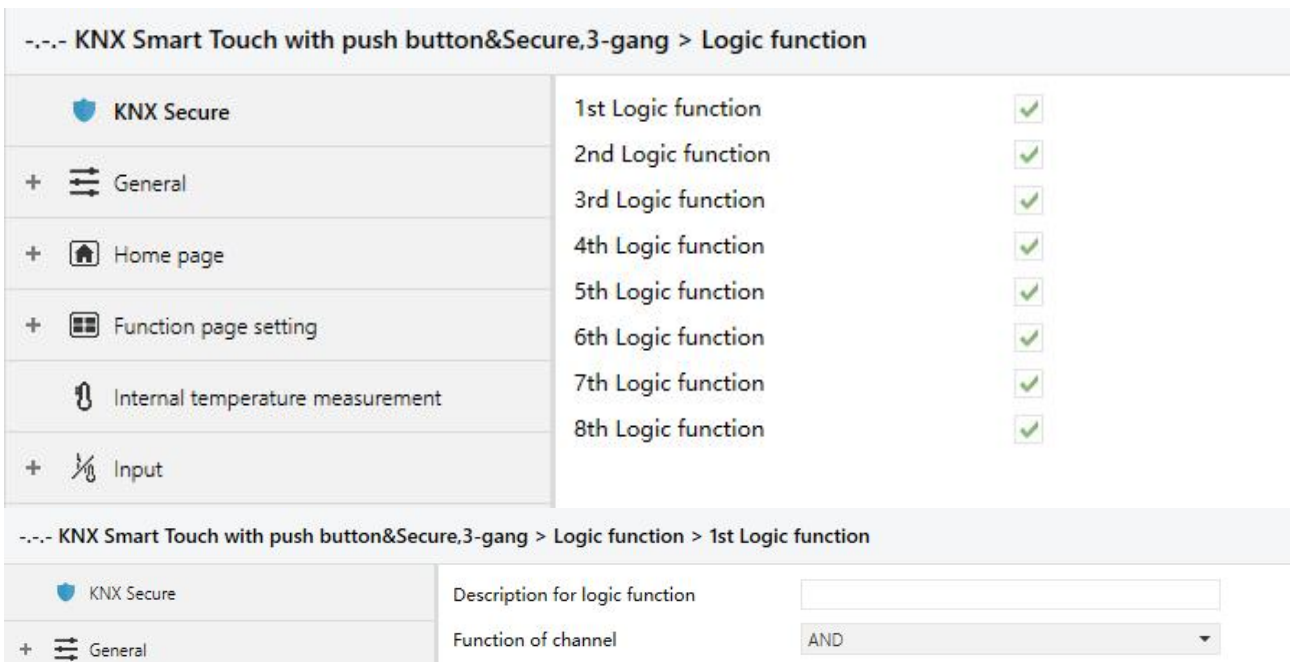 -.-.- KNX Smart Touch with push button&Secure,3-gang > Logic function
KNX Secure
General
Home page
Function page setting
Internal temperature measurement
Input
1st Logic function
2nd Logic function
3rd Logic function
4th Logic function
5th Logic function
6th Logic function
7th Logic function
8th Logic function
-.-.- KNX Smart Touch with push button&Secure,3-gang > Logic function > 1st Logic function
KNX Secure
General
Description for logic function
Function of channel AND